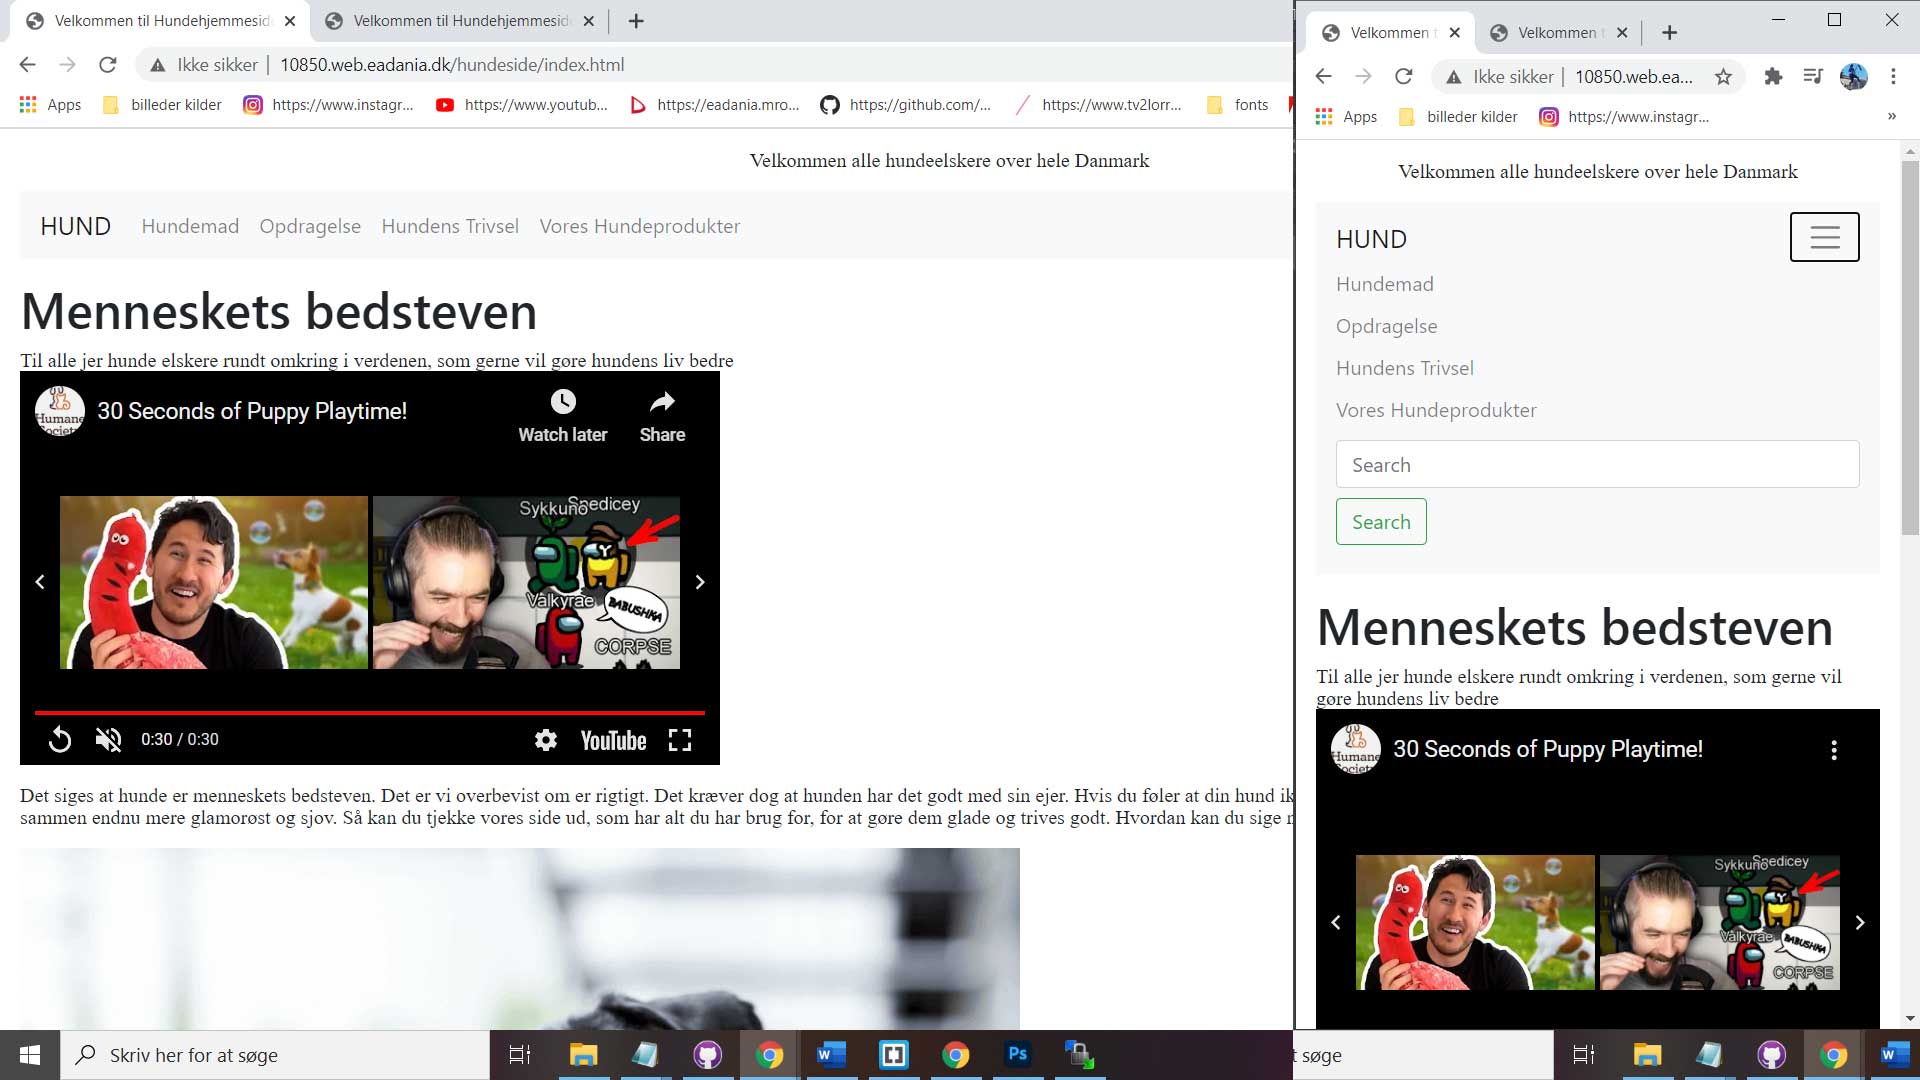 Velkommen til Hundehjemmesid
Velkommen til Hundehjemmesid
Ikke sikker
10850.web.eadania.dk/hundeside/index.html
Apps
billeder kilder
https://www.instagr...
https://www.youtub...
https://eadania.mro...
https://github.com/...
https://www.tv2lorr...
fonts
Velkommen alle hundeelskere over hele Danmark
HUND
Hundemad
Opdragelse
Hundens Trivsel
Vores Hundeprodukter
Menneskets bedsteven
Til alle jer hunde elskere rundt omkring i verdenen, som gerne vil gøre hundens liv bedre
Humane
Society
30 Seconds of Puppy Playtime!
Watch later
Share
Sykkuno
Spedicey
Valkyrae
BABUSHKA
CORPSE
0:30 / 0:30
YouTube
Det siges at hunde er menneskets bedsteven. Det er vi overbevist om er rigtigt. Det kræver dog at hunden har det godt med sin ejer. Hvis du føler at din hund ik
sammen endnu mere glamorøst og sjov. Så kan du tjekke vores side ud, som har alt du har brug for, for at gøre dem glade og trives godt. Hvordan kan du sige n
Skriv her for at søge
Ps
Velkommen t
Velkommen t
Ikke sikker
10850.web.ea...
Apps
billeder kilder
https://www.instagr...
»
Velkommen alle hundeelskere over hele Danmark
HUND
Hundemad
Opdragelse
Hundens Trivsel
Vores Hundeprodukter
Search
Search
Menneskets bedsteven
Til alle jer hunde elskere rundt omkring i verdenen, som gerne vil
gøre hundens liv bedre
Humane
Society
30 Seconds of Puppy Playtime!
Sykkuno
Spedicey
Valkyrae
BABUSHKA
CORPSE
t søge